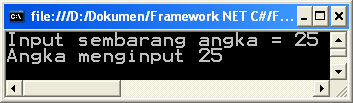 file:///D:/Dokumen/Framework NET C#/F...
Input sembarang angka = 25
Angka menginput 25